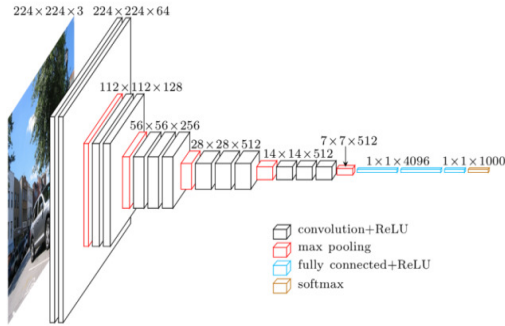 224×224×3
224×224×64
112×112×128
56×56×256
28×28×512
14×14×512
7×7×512
1×1×4096
1×1×1000
convolution+ReLU
max pooling
fully connected+ReLU
softmax